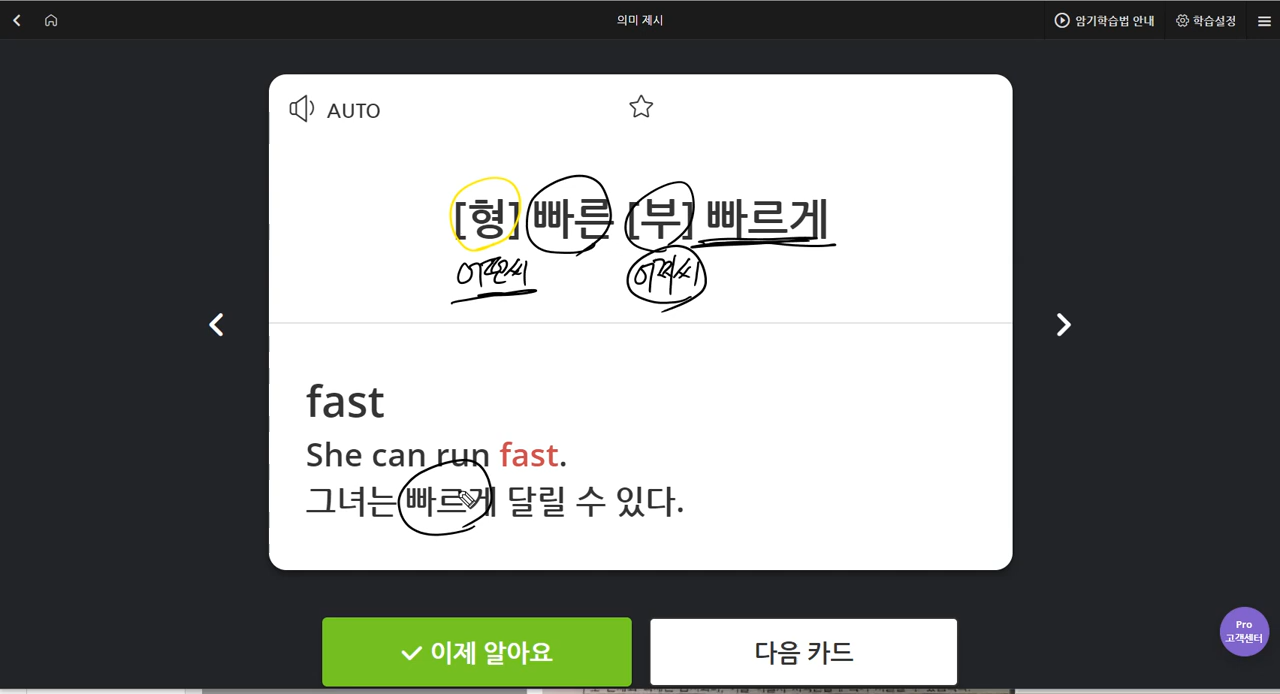 의미 제시
암기학습법 안내
학습설정
AUTO
[형] 빠른 [부] 빠르게
어떤씨 어찌씨
fast
She can run fast.
그녀는 빠르게 달릴 수 있다.
이제 알아요
다음 카드
Pro
고객센터